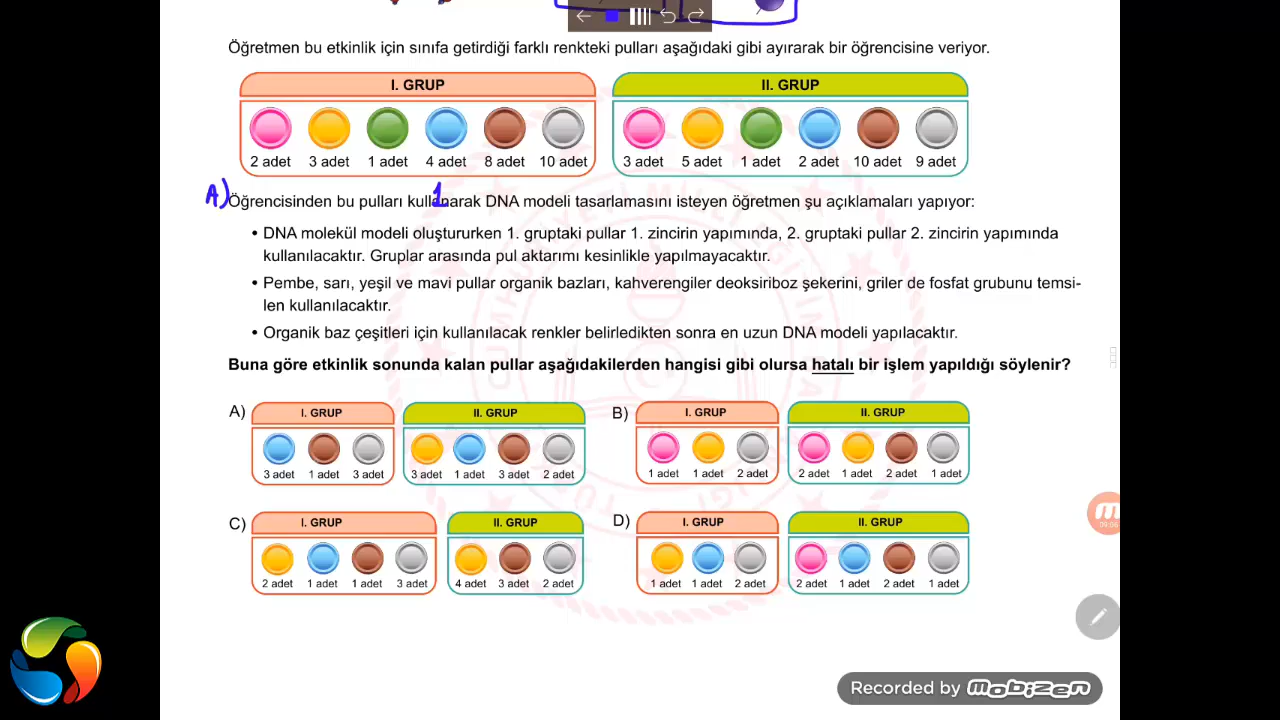 Öğretmen bu etkinlik için sınıfa getirdiği farklı renkteki pulları aşağıdaki gibi ayırarak bir öğrencisine veriyor.
I. GRUP
2 adet 3 adet 1 adet 4 adet 8 adet 10 adet
II. GRUP
3 adet 5 adet 1 adet 2 adet 10 adet 9 adet
A) 1
Öğrencisinden bu pulları kullanarak DNA modeli tasarlamasını isteyen öğretmen şu açıklamaları yapıyor:
• DNA molekül modeli oluştururken 1. gruptaki pullar 1. zincirin yapımında, 2. gruptaki pullar 2. zincirin yapımında
kullanılacaktır. Gruplar arasında pul aktarımı kesinlikle yapılmayacaktır.
• Pembe, sarı, yeşil ve mavi pullar organik bazları, kahverengiler deoksiriboz şekerini, griler de fosfat grubunu temsi-
len kullanılacaktır.
• Organik baz çeşitleri için kullanılacak renkler belirledikten sonra en uzun DNA modeli yapılacaktır.
Buna göre etkinlik sonunda kalan pullar aşağıdakilerden hangisi gibi olursa hatalı bir işlem yapıldığı söylenir?
A)
I. GRUP
3 adet 1 adet 3 adet
II. GRUP
3 adet 1 adet 3 adet 2 adet
B)
I. GRUP
1 adet 1 adet 2 adet
II. GRUP
2 adet 1 adet 2 adet 1 adet
C)
I. GRUP
2 adet 1 adet 1 adet 3 adet
II. GRUP
4 adet 3 adet 2 adet
D)
I. GRUP
1 adet 1 adet 2 adet
II. GRUP
2 adet 1 adet 2 adet 1 adet
09:06
Recorded by mobizen